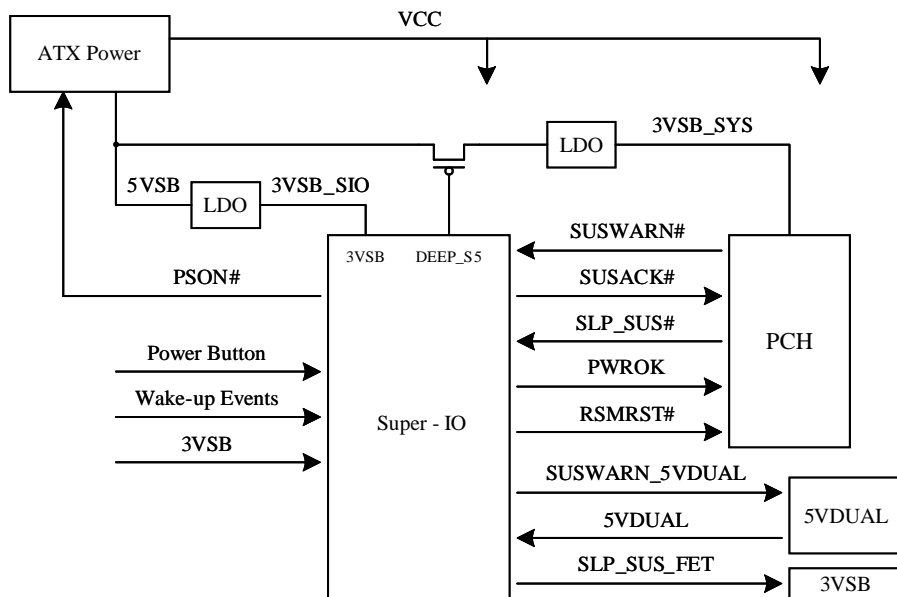 VCC
ATX Power
3VSB_SYS
LDO
5VSB
3VSB_SIO
LDO
3VSB
DEEP_S5
SUSWARN#
PSON#
SUSACK#
SLP_SUS#
PCH
Power Button
PWROK
Wake-up Events
Super - IO
RSMRST#
3VSB
SUSWARN_5VDUAL
5VDUAL
5VDUAL
SLP_SUS_FET
3VSB